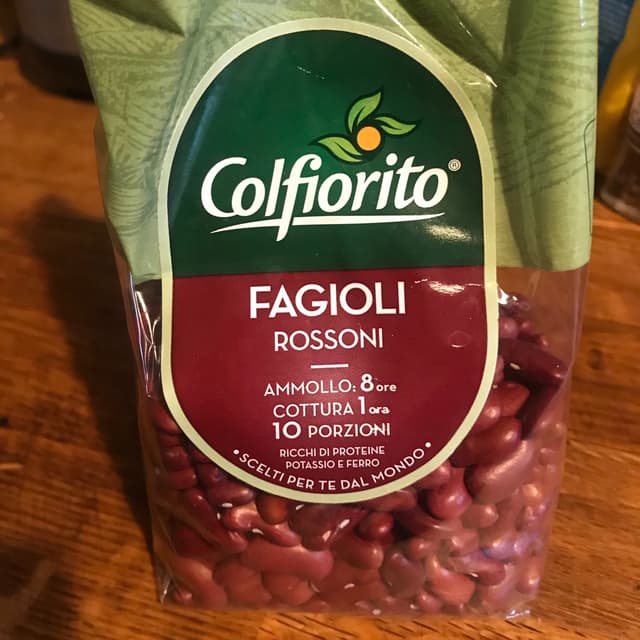 Colfiorito®
FAGIOLI
ROSSONI
AMMOLLO: 8 ore
COTTURA 1 ora
10 PORZIONI
RICCHI DI PROTEINE
POTASSIO E FERRO
• SCELTI PER TE DAL MONDO •